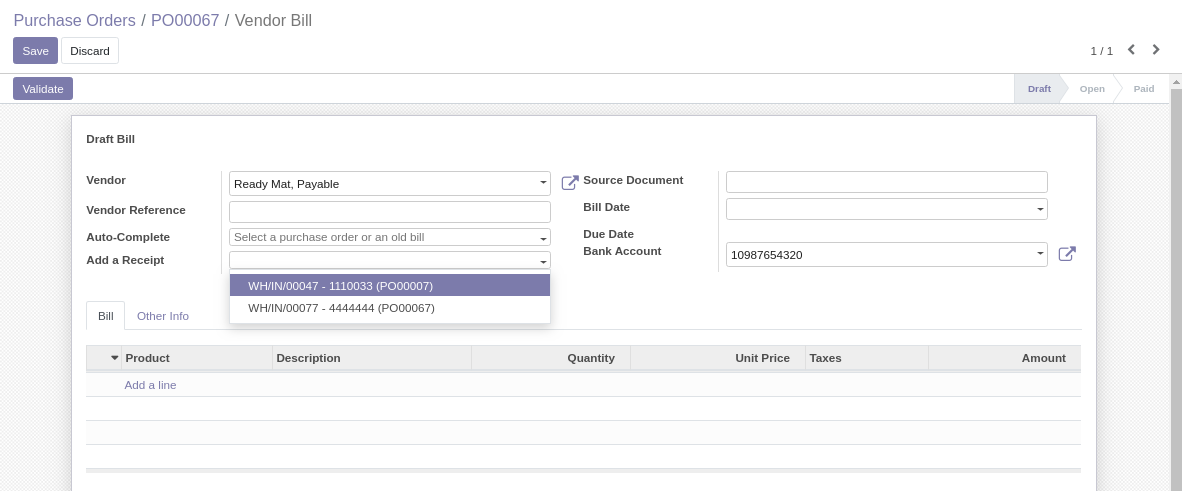 Purchase Orders / PO00067 / Vendor Bill
Save Discard 1 / 1
Validate Draft Open Paid
Draft Bill
Vendor Ready Mat, Payable Source Document
Vendor Reference Bill Date
Auto-Complete Select a purchase order or an old bill Due Date
Add a Receipt Bank Account 10987654320
WH/IN/00047 - 1110033 (PO00007)
WH/IN/00077 - 4444444 (PO00067)
Bill Other Info
Product Description Quantity Unit Price Taxes Amount
Add a line